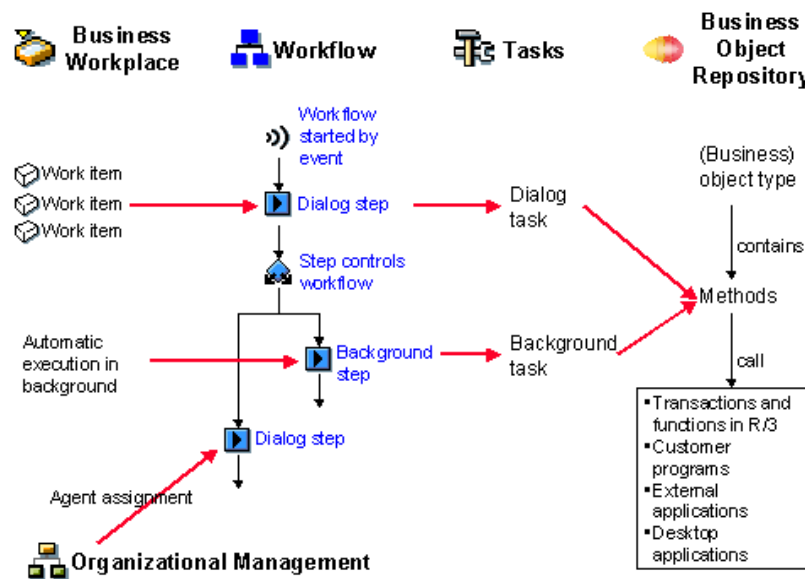 Business
Workplace
Workflow
Tasks
Business
Object
Repository
Workflow
started by
event
Work item
Work item
Work item
Dialog step
Dialog
task
(Business)
object type
contains
Step controls
workflow
Methods
Automatic
execution in
background
Background
step
Background
task
call
Dialog step
▪Transactions and
functions in R/3
▪Customer
programs
▪External
applications
▪Desktop
applications
Agent assignment
Organizational Management